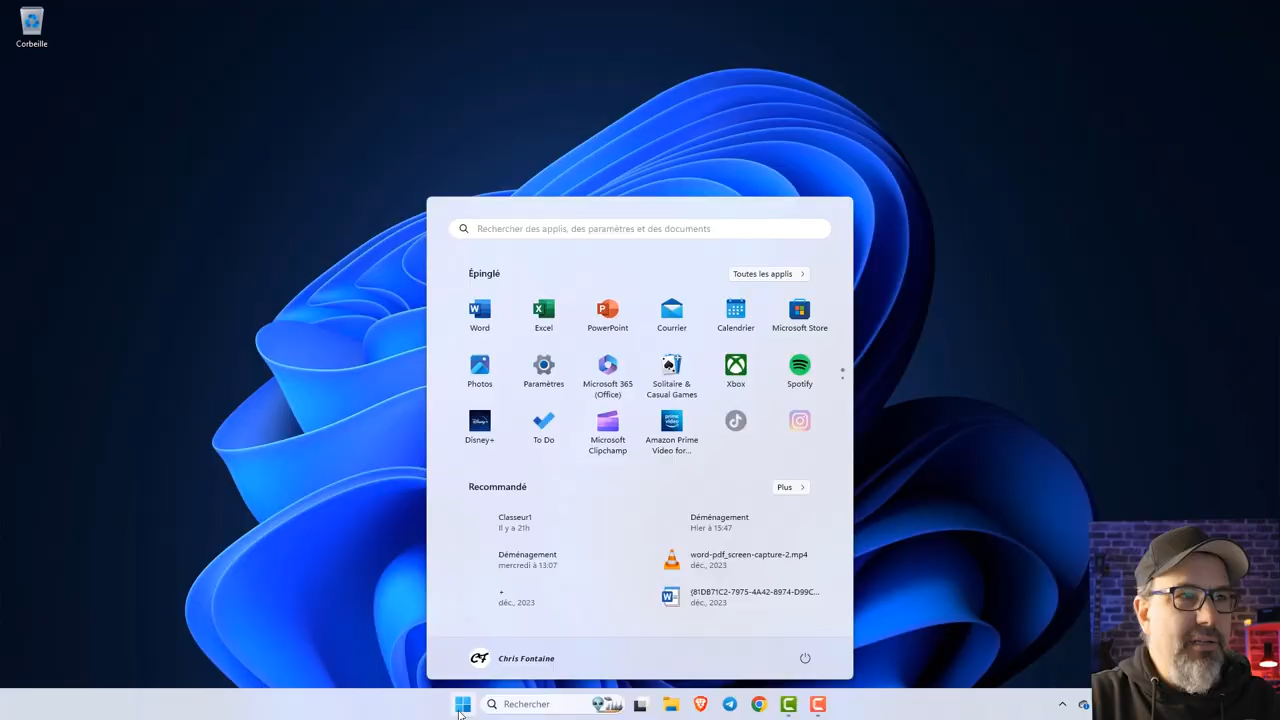 Corbeille
Rechercher des applis, des paramètres et des documents
Épinglé
Toutes les applis
Word
Excel
PowerPoint
Courrier
Calendrier
Microsoft Store
Photos
Paramètres
Microsoft 365
(Office)
Solitaire &
Casual Games
Xbox
Spotify
Disney+
To Do
Microsoft
Clipchamp
Amazon Prime
Video for...
Recommandé
Plus
Classeur1
Il y a 21h
Déménagement
Hier à 15:47
Déménagement
mercredi à 13:07
word-pdf_screen-capture-2.mp4
déc., 2023
+
déc., 2023
{81DB71C2-7975-4A42-8974-D99C...
déc., 2023
CF
Chris Fontaine
Rechercher